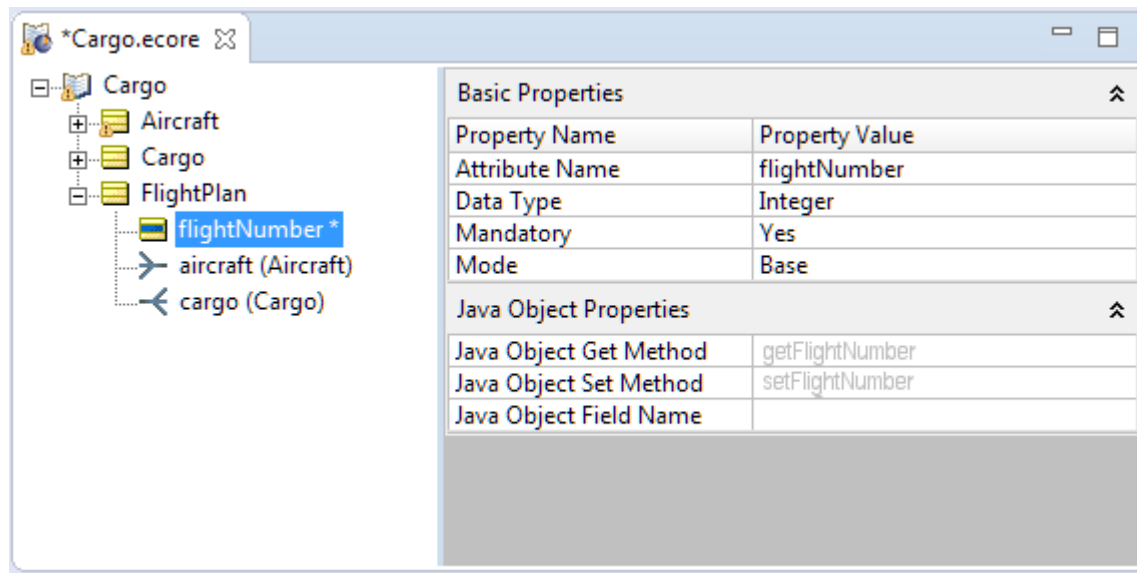 *Cargo.ecore
Cargo
Aircraft
Cargo
FlightPlan
flightNumber *
aircraft (Aircraft)
cargo (Cargo)
Basic Properties
Property Name Property Value
Attribute Name flightNumber
Data Type Integer
Mandatory Yes
Mode Base
Java Object Properties
Java Object Get Method getFlightNumber
Java Object Set Method setFlightNumber
Java Object Field Name